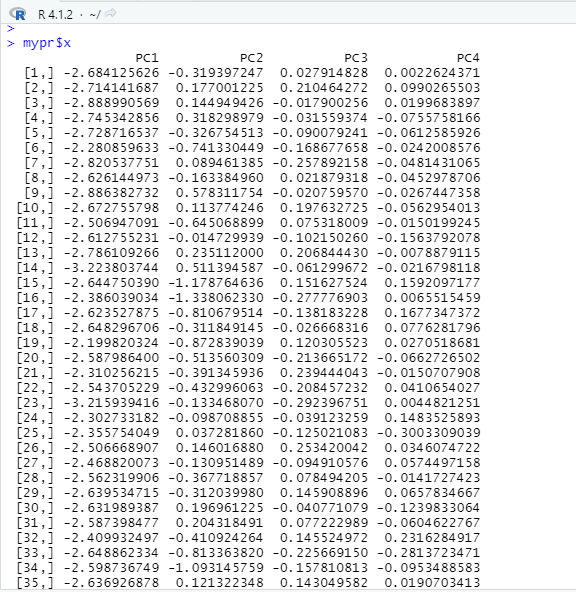 R 4.1.2 · ~/
>
> mypr$x
PC1 PC2 PC3 PC4
[1,] -2.684125626 -0.319397247 0.027914828 0.0022624371
[2,] -2.714141687 0.177001225 0.210464272 0.0990265503
[3,] -2.888990569 0.144949426 -0.017900256 0.0199683897
[4,] -2.745342856 0.318298979 -0.031559374 -0.0755758166
[5,] -2.728716537 -0.326754513 -0.090079241 -0.0612585926
[6,] -2.280859633 -0.741330449 -0.168677658 -0.0242008576
[7,] -2.820537751 0.089461385 -0.257892158 -0.0481431065
[8,] -2.626144973 -0.163384960 0.021879318 -0.0452978706
[9,] -2.886382732 0.578311754 -0.020759570 -0.0267447358
[10,] -2.672755798 0.113774246 0.197632725 -0.0562954013
[11,] -2.506947091 -0.645068899 0.075318009 -0.0150199245
[12,] -2.612755231 -0.014729939 -0.102150260 -0.1563792078
[13,] -2.786109266 0.235112000 0.206844430 -0.0078879115
[14,] -3.223803744 0.511394587 -0.061299672 -0.0216798118
[15,] -2.644750390 -1.178764636 0.151627524 0.1592097177
[16,] -2.386039034 -1.338062330 -0.277776903 0.0065515459
[17,] -2.623527875 -0.810679514 -0.138183228 0.1677347372
[18,] -2.648296706 -0.311849145 -0.026668316 0.0776281796
[19,] -2.199820324 -0.872839039 0.120305523 0.0270518681
[20,] -2.587986400 -0.513560309 -0.213665172 -0.0662726502
[21,] -2.310256215 -0.391345936 0.239444043 -0.0150707908
[22,] -2.543705229 -0.432996063 -0.208457232 0.0410654027
[23,] -3.215939416 -0.133468070 -0.292396751 0.0044821251
[24,] -2.302733182 -0.098708855 -0.039123259 0.1483525893
[25,] -2.355754049 0.037281860 -0.125021083 -0.3003309039
[26,] -2.506668907 0.146016880 0.253420042 0.0346074722
[27,] -2.468820073 -0.130951489 -0.094910576 0.0574497158
[28,] -2.562319906 -0.367718857 0.078494205 -0.0141727423
[29,] -2.639534715 -0.312039980 0.145908896 0.0657834667
[30,] -2.631989387 0.196961225 -0.040771079 -0.1239833064
[31,] -2.587398477 0.204318491 0.077222989 -0.0604622767
[32,] -2.409932497 -0.410924264 0.145524972 0.2316284917
[33,] -2.648862334 -0.813363820 -0.225669150 -0.2813723471
[34,] -2.598736749 -1.093145759 -0.157810813 -0.0953488583
[35,] -2.636926878 0.121322348 0.143049582 0.0190703413